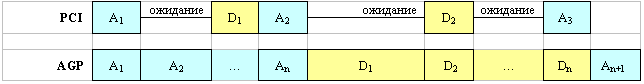 PCI A1 ожидание D1 A2 ожидание D2 ожидание A3
AGP A1 A2 ... An D1 D2 ... Dn An+1